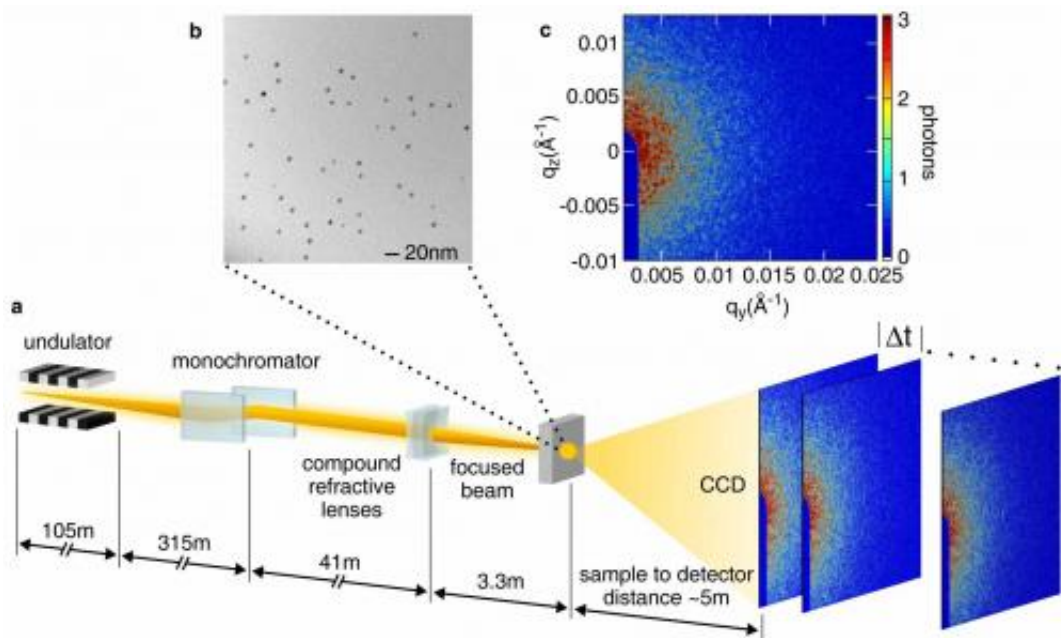 b
20nm
c
0.01
0.005
0
-0.005
-0.01
q_z(Å⁻¹)
0.005 0.01 0.015 0.02 0.025
q_y(Å⁻¹)
3
2
1
0
photons
a
undulator
monochromator
compound
refractive
lenses
focused
beam
CCD
|Δt|
105m
315m
41m
3.3m
sample to detector
distance ~5m